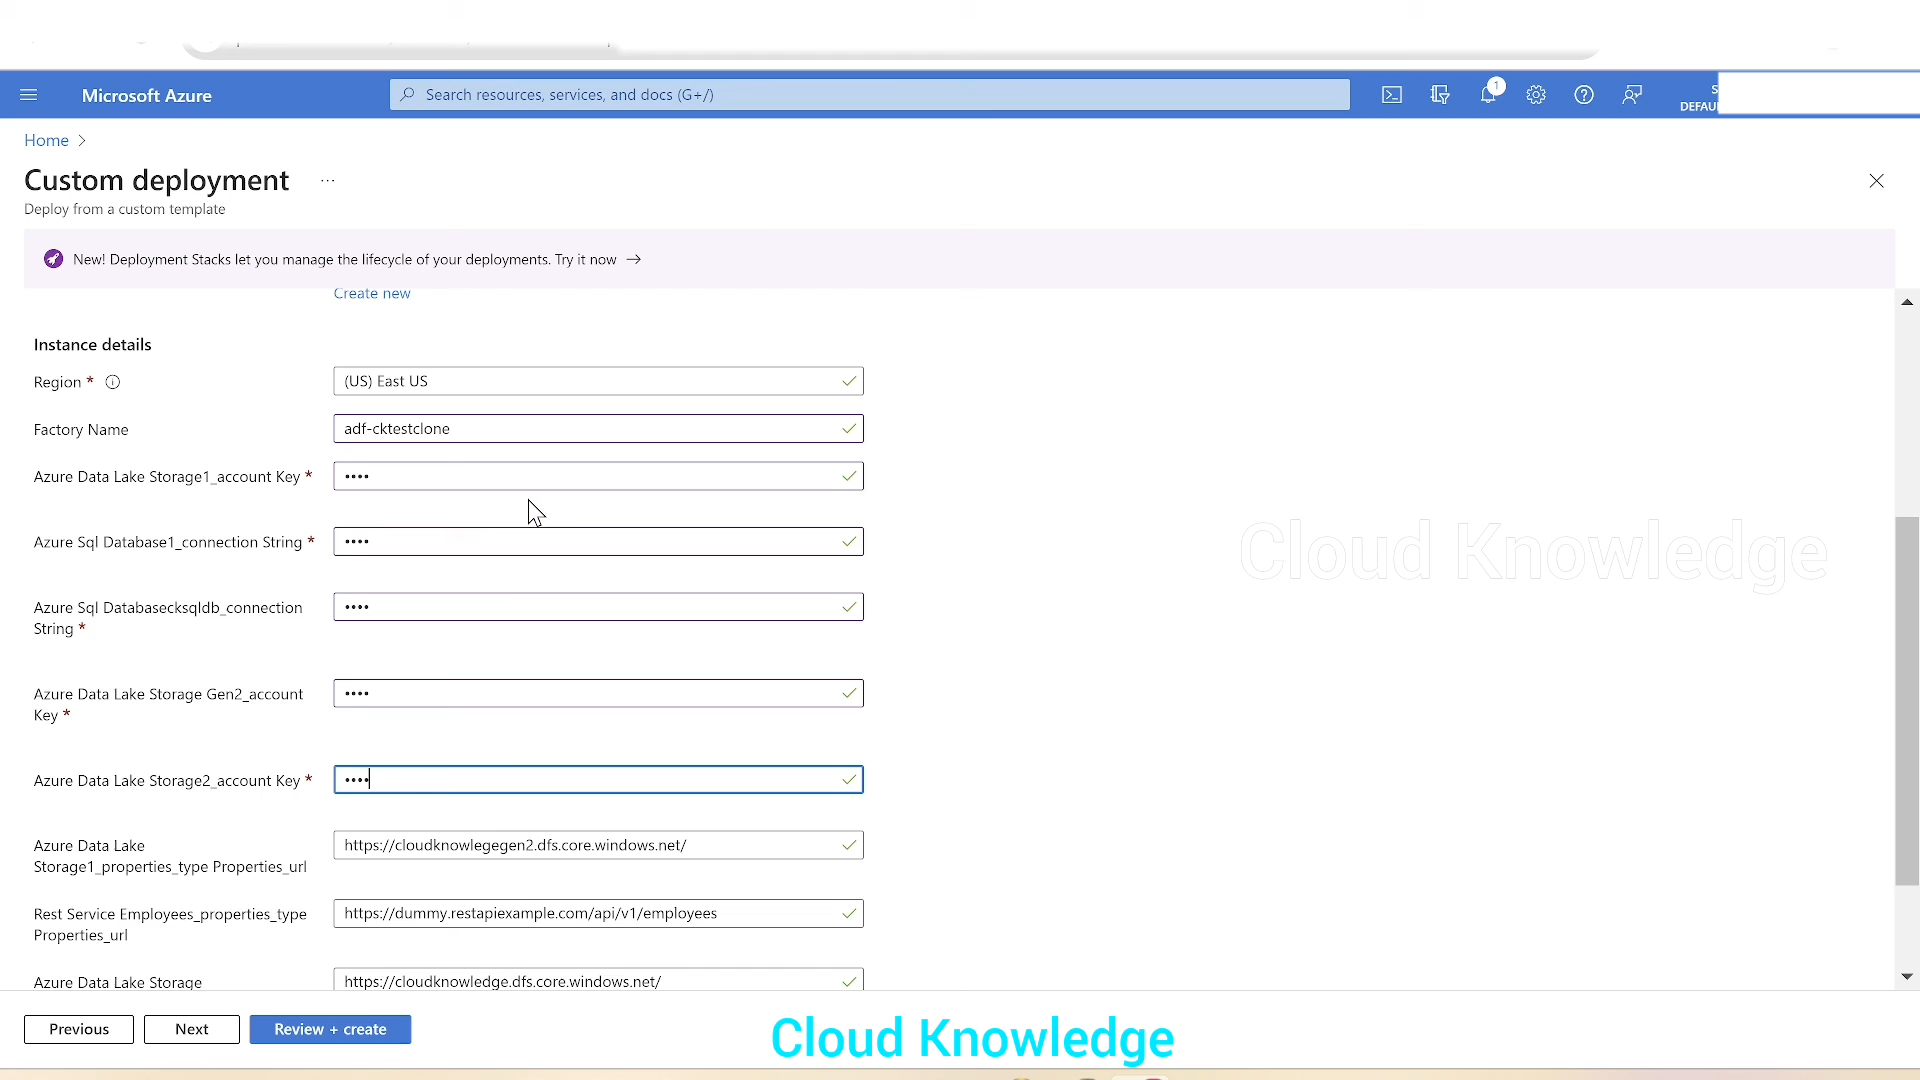 Microsoft Azure
Search resources, services, and docs (G+/)
1
DEFAU
Home
Custom deployment
...
Deploy from a custom template
New! Deployment Stacks let you manage the lifecycle of your deployments. Try it now →
Create new
Instance details
Region *
(US) East US
Factory Name
adf-cktestclone
Azure Data Lake Storage1_account Key *
••••
Azure Sql Database1_connection String *
••••
Azure Sql Databasecksqldb_connection
String *
••••
Azure Data Lake Storage Gen2_account
Key *
••••
Azure Data Lake Storage2_account Key *
••••
Azure Data Lake
Storage1_properties_type Properties_url
https://cloudknowlegegen2.dfs.core.windows.net/
Rest Service Employees_properties_type
Properties_url
https://dummy.restapiexample.com/api/v1/employees
Azure Data Lake Storage
https://cloudknowledge.dfs.core.windows.net/
Cloud Knowledge
Previous
Next
Review + create
Cloud Knowledge